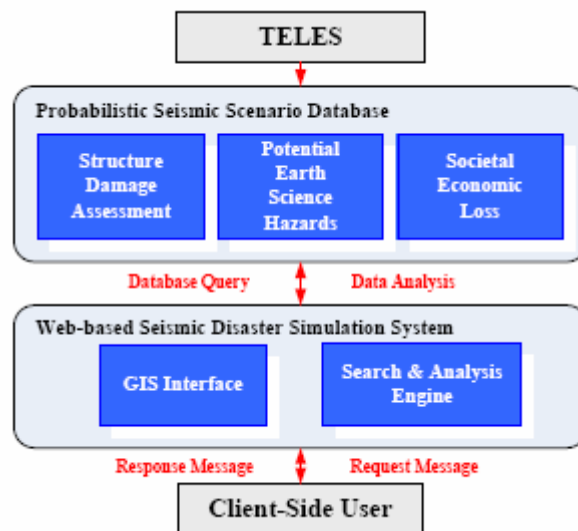 TELES
Probabilistic Seismic Scenario Database
Structure
Damage
Assessment
Potential
Earth
Science
Hazards
Societal
Economic
Loss
Database Query
Data Analysis
Web-based Seismic Disaster Simulation System
GIS Interface
Search & Analysis
Engine
Response Message
Request Message
Client-Side User